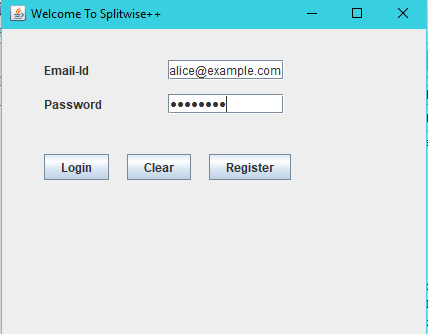 Welcome To Splitwise++
Email-Id alice@example.com
Password ••••••••
Login Clear Register